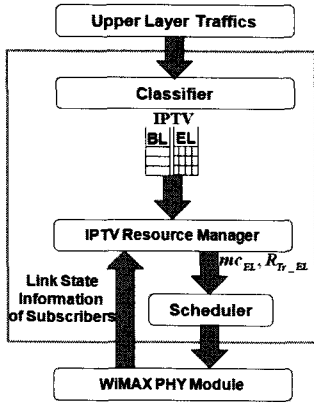 Upper Layer Traffics
Classifier
IPTV
BL EL
IPTV Resource Manager
mc_EL, R_Tr_EL
Link State
Information
of Subscribers
Scheduler
WiMAX PHY Module